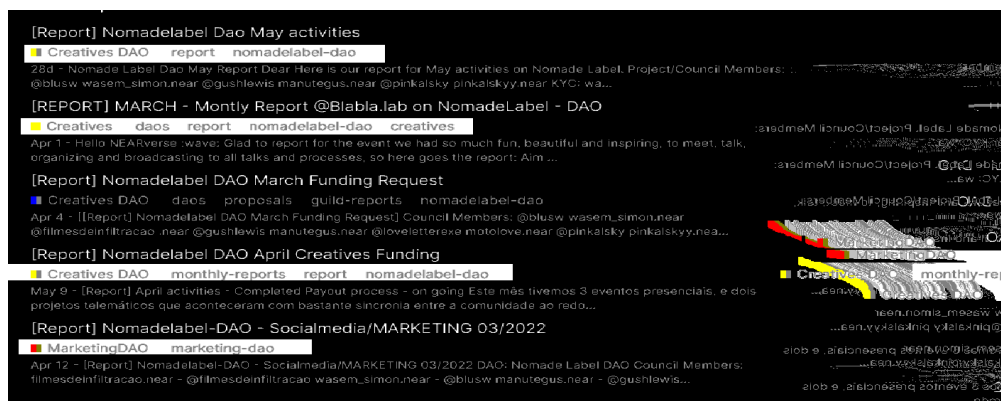 [Report] Nomadelabel Dao May activities
Creatives DAO report nomadelabel-dao
28d - Nomade Label Dao May Report Dear Here is our report for May activities on Nomade Label. Project/Council Members: :.
@blusw wasem_simon.near @gushlewis manutegus.near @pinkalsky pinkalskyy.near KYC: wa...
[REPORT] MARCH - Montly Report @Blabla.lab on NomadeLabel - DAO
Creatives daos report nomadelabel-dao creatives
Apr 1 - Hello NEARverse :wave: Glad to report for the event we had so much fun, beautiful and inspiring, to meet, talk,
organizing and broadcasting to all talks and processes, so here goes the report: Aim ...
[Report] Nomadelabel DAO March Funding Request
Creatives DAO daos proposals guild-reports nomadelabel-dao
Apr 4 - [[Report] Nomadelabel DAO March Funding Request] Council Members: @blusw wasem_simon.near
@filmesdeinfiltracao .near @gushlewis manutegus.near @loveletterexe motolove.near @pinkalsky pinkalskyy.nea...
[Report] Nomadelabel DAO April Creatives Funding
Creatives DAO monthly-reports report nomadelabel-dao
May 9 - [Report] April activities - Completed Payout process - on going Este mês tivemos 3 eventos presenciais, e dois
projetos telemáticos que aconteceram com bastante sincronia entre a comunidade ao redo...
[Report] Nomadelabel-DAO - Socialmedia/MARKETING 03/2022
MarketingDAO marketing-dao
Apr 12 - [Report] Nomadelabel-DAO - Socialmedia/MARKETING 03/2022 DAO: Nomade Label DAO Council Members:
filmesdeinfiltracao.near - @filmesdeinfiltracao wasem_simon.near - @blusw manutegus.near - @gushlewis...
MarketingDAO
MarketingDAO
monthly-re
Creatives DAO